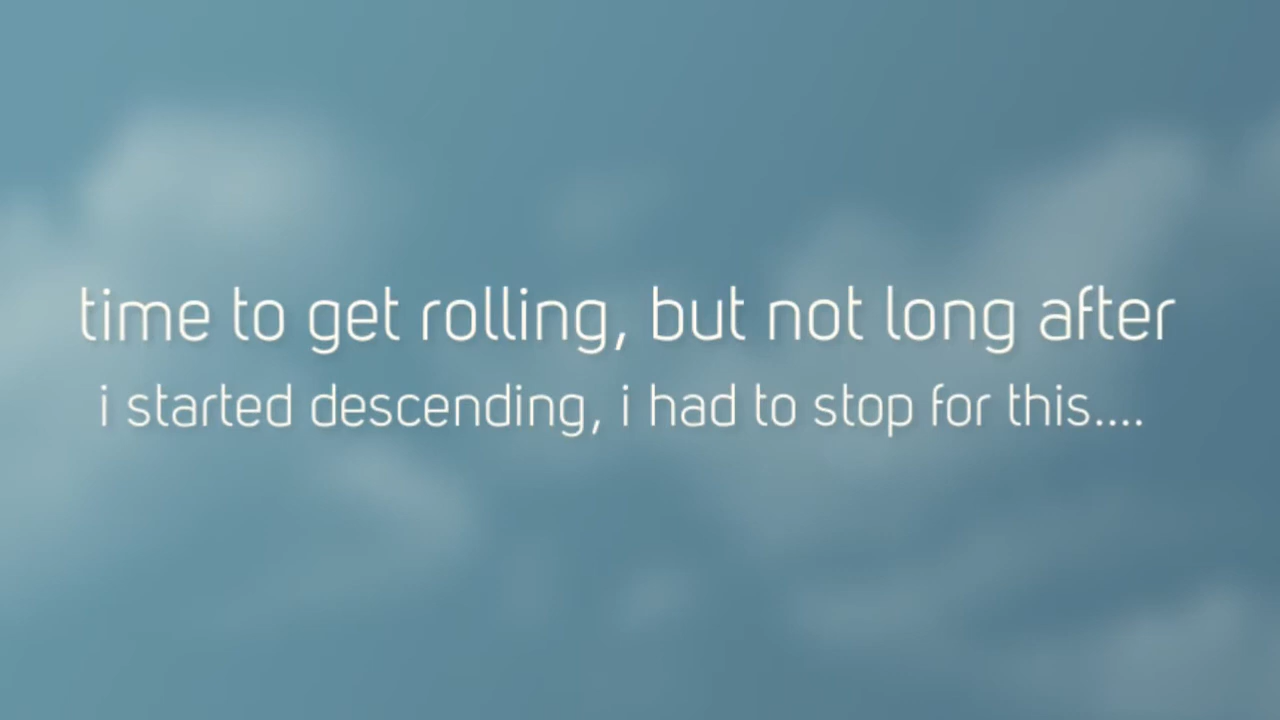 time to get rolling, but not long after
i started descending, i had to stop for this....